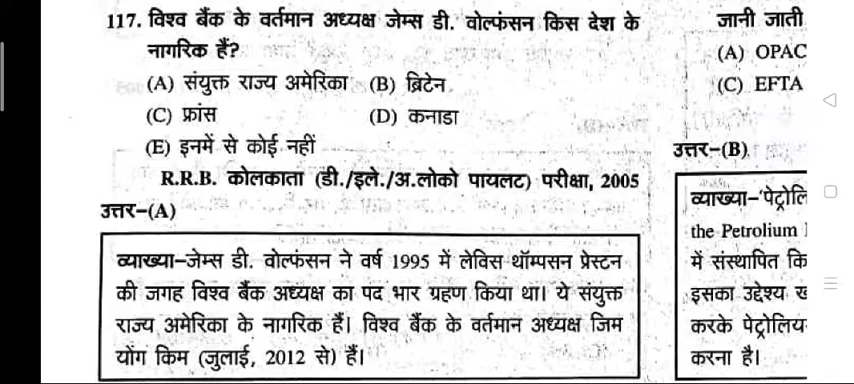 117. विश्व बैंक के वर्तमान अध्यक्ष जेम्स डी. वोल्फंसन किस देश के
नागरिक हैं?
(A) संयुक्त राज्य अमेरिका (B) ब्रिटेन
(C) फ्रांस (D) कनाडा
(E) इनमें से कोई नहीं
R.R.B. कोलकाता (डी./इले./अ.लोको पायलट) परीक्षा, 2005
उत्तर-(A)
व्याख्या-जेम्स डी. वोल्फंसन ने वर्ष 1995 में लेविस थॉम्पसन प्रेस्टन
की जगह विश्व बैंक अध्यक्ष का पद भार ग्रहण किया था। ये संयुक्त
राज्य अमेरिका के नागरिक हैं। विश्व बैंक के वर्तमान अध्यक्ष जिम
योंग किम (जुलाई, 2012 से) हैं।
जानी जाती
(A) OPAC
(C) EFTA
उत्तर-(B)
व्याख्या-'पेट्रोलि
the Petrolium
में संस्थापित कि
इसका उद्देश्य
करके पेट्रोलिय
करना है।